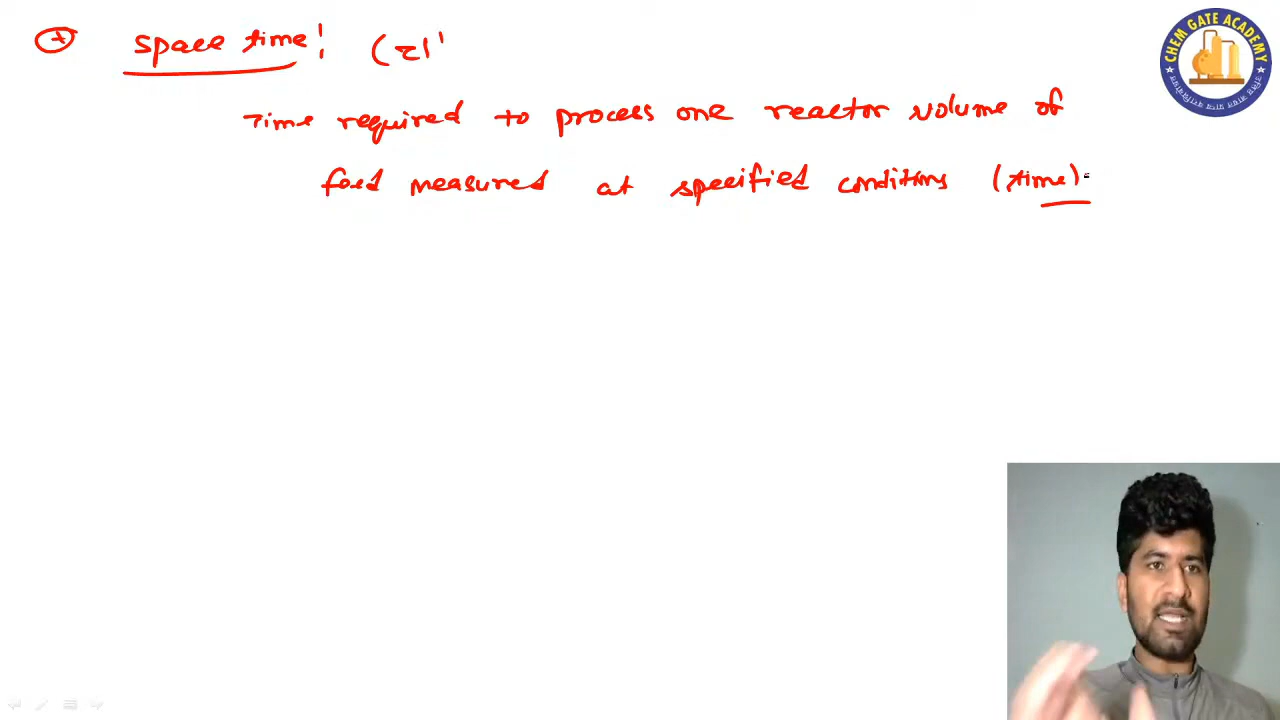 space time! (τ)'
Time required to process one reactor volume of
feed measured at specified conditions (time).
CHEM GATE ACADEMY